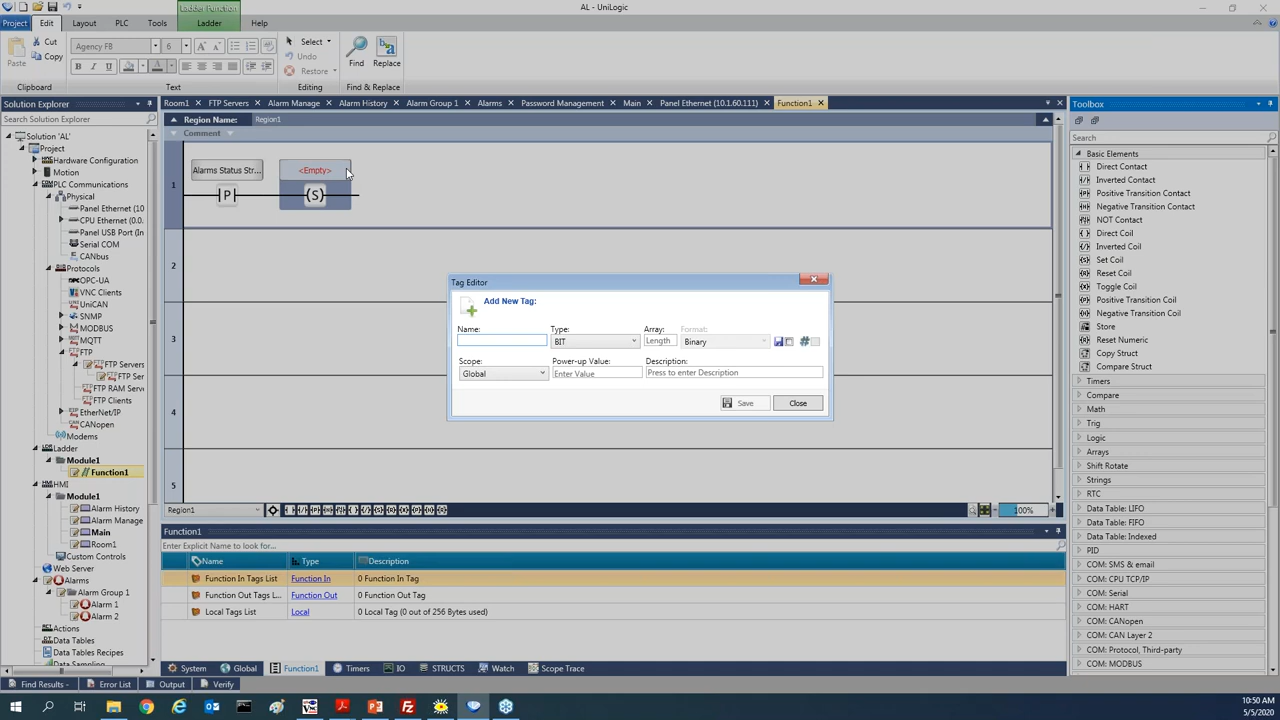 AL - UniLogic
Ladder Function
Project Edit Layout PLC Tools Ladder Help
Cut
Copy
Paste
Clipboard
Agency FB 6
Text
Select
Undo
Restore
Editing
Find Replace
Find & Replace
Solution Explorer
Search Solution Explorer
Solution 'AL'
Project
Hardware Configuration
Motion
PLC Communications
Physical
Panel Ethernet (10
CPU Ethernet (0.0.
Panel USB Port (In
Serial COM
CANbus
Protocols
OPC-UA
VNC Clients
UniCAN
SNMP
MODBUS
MQTT
FTP
FTP Servers
FTP Ser
FTP RAM Serve
FTP Clients
EtherNet/IP
CANopen
Modems
Ladder
Module1
Function1
HMI
Module1
Alarm History
Alarm Manage
Main
Room1
Custom Controls
Web Server
Alarms
Alarm Group 1
Alarm 1
Alarm 2
Actions
Data Tables
Data Tables Recipes
Data Sampling
Room1 FTP Servers Alarm Manage Alarm History Alarm Group 1 Alarms Password Management Main Panel Ethernet (10.1.60.111) Function1
Region Name: Region1
Comment
1
Alarms Status Str... <Empty>
P (S)
2
3
4
5
Tag Editor
Add New Tag:
Name: Type: Array: Format:
BIT Length Binary
Scope: Power-up Value: Description:
Global Enter Value Press to enter Description
Save Close
Region1 100%
Function1
Enter Explicit Name to look for...
Name Type Description
Function In Tags List Function In 0 Function In Tag
Function Out Tags L... Function Out 0 Function Out Tag
Local Tags List Local 0 Local Tag (0 out of 256 Bytes used)
System Global Function1 Timers IO STRUCTS Watch Scope Trace
Find Results Error List Output Verify
Toolbox
Search
Basic Elements
Direct Contact
Inverted Contact
Positive Transition Contact
Negative Transition Contact
NOT Contact
Direct Coil
Inverted Coil
Set Coil
Reset Coil
Toggle Coil
Positive Transition Coil
Negative Transition Coil
Store
Reset Numeric
Copy Struct
Compare Struct
Timers
Compare
Math
Trig
Logic
Arrays
Shift Rotate
Strings
RTC
Data Table: LIFO
Data Table: FIFO
Data Table: Indexed
PID
COM: SMS & email
COM: CPU TCP/IP
COM: Serial
COM: HART
COM: CANopen
COM: CAN Layer 2
COM: Protocol, Third-party
COM: MODBUS
10:50 AM
5/5/2020